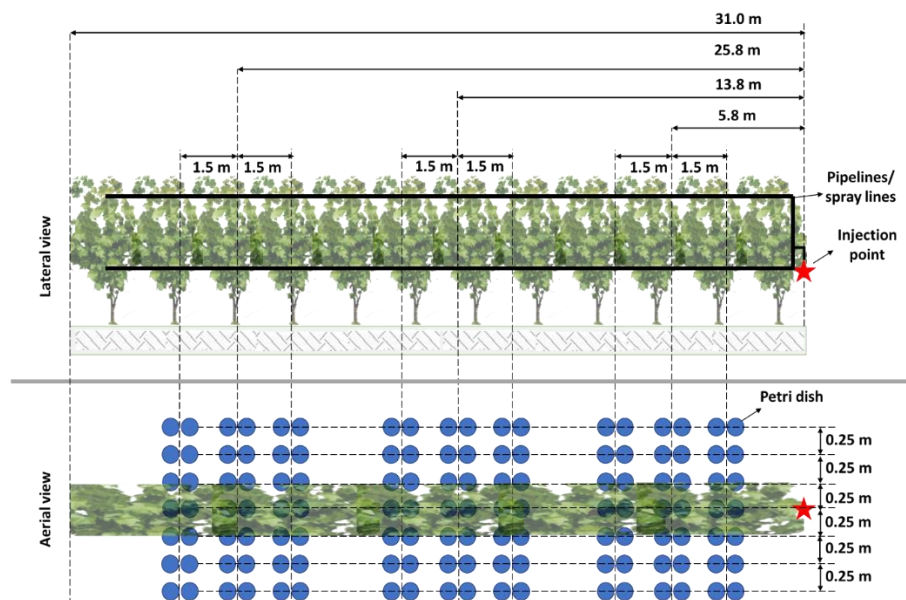 31.0 m
25.8 m
13.8 m
5.8 m
1.5 m
1.5 m
1.5 m
1.5 m
1.5 m
1.5 m
Pipelines/
spray lines
Injection
point
Lateral view
Petri dish
Aerial view
0.25 m
0.25 m
0.25 m
0.25 m
0.25 m
0.25 m